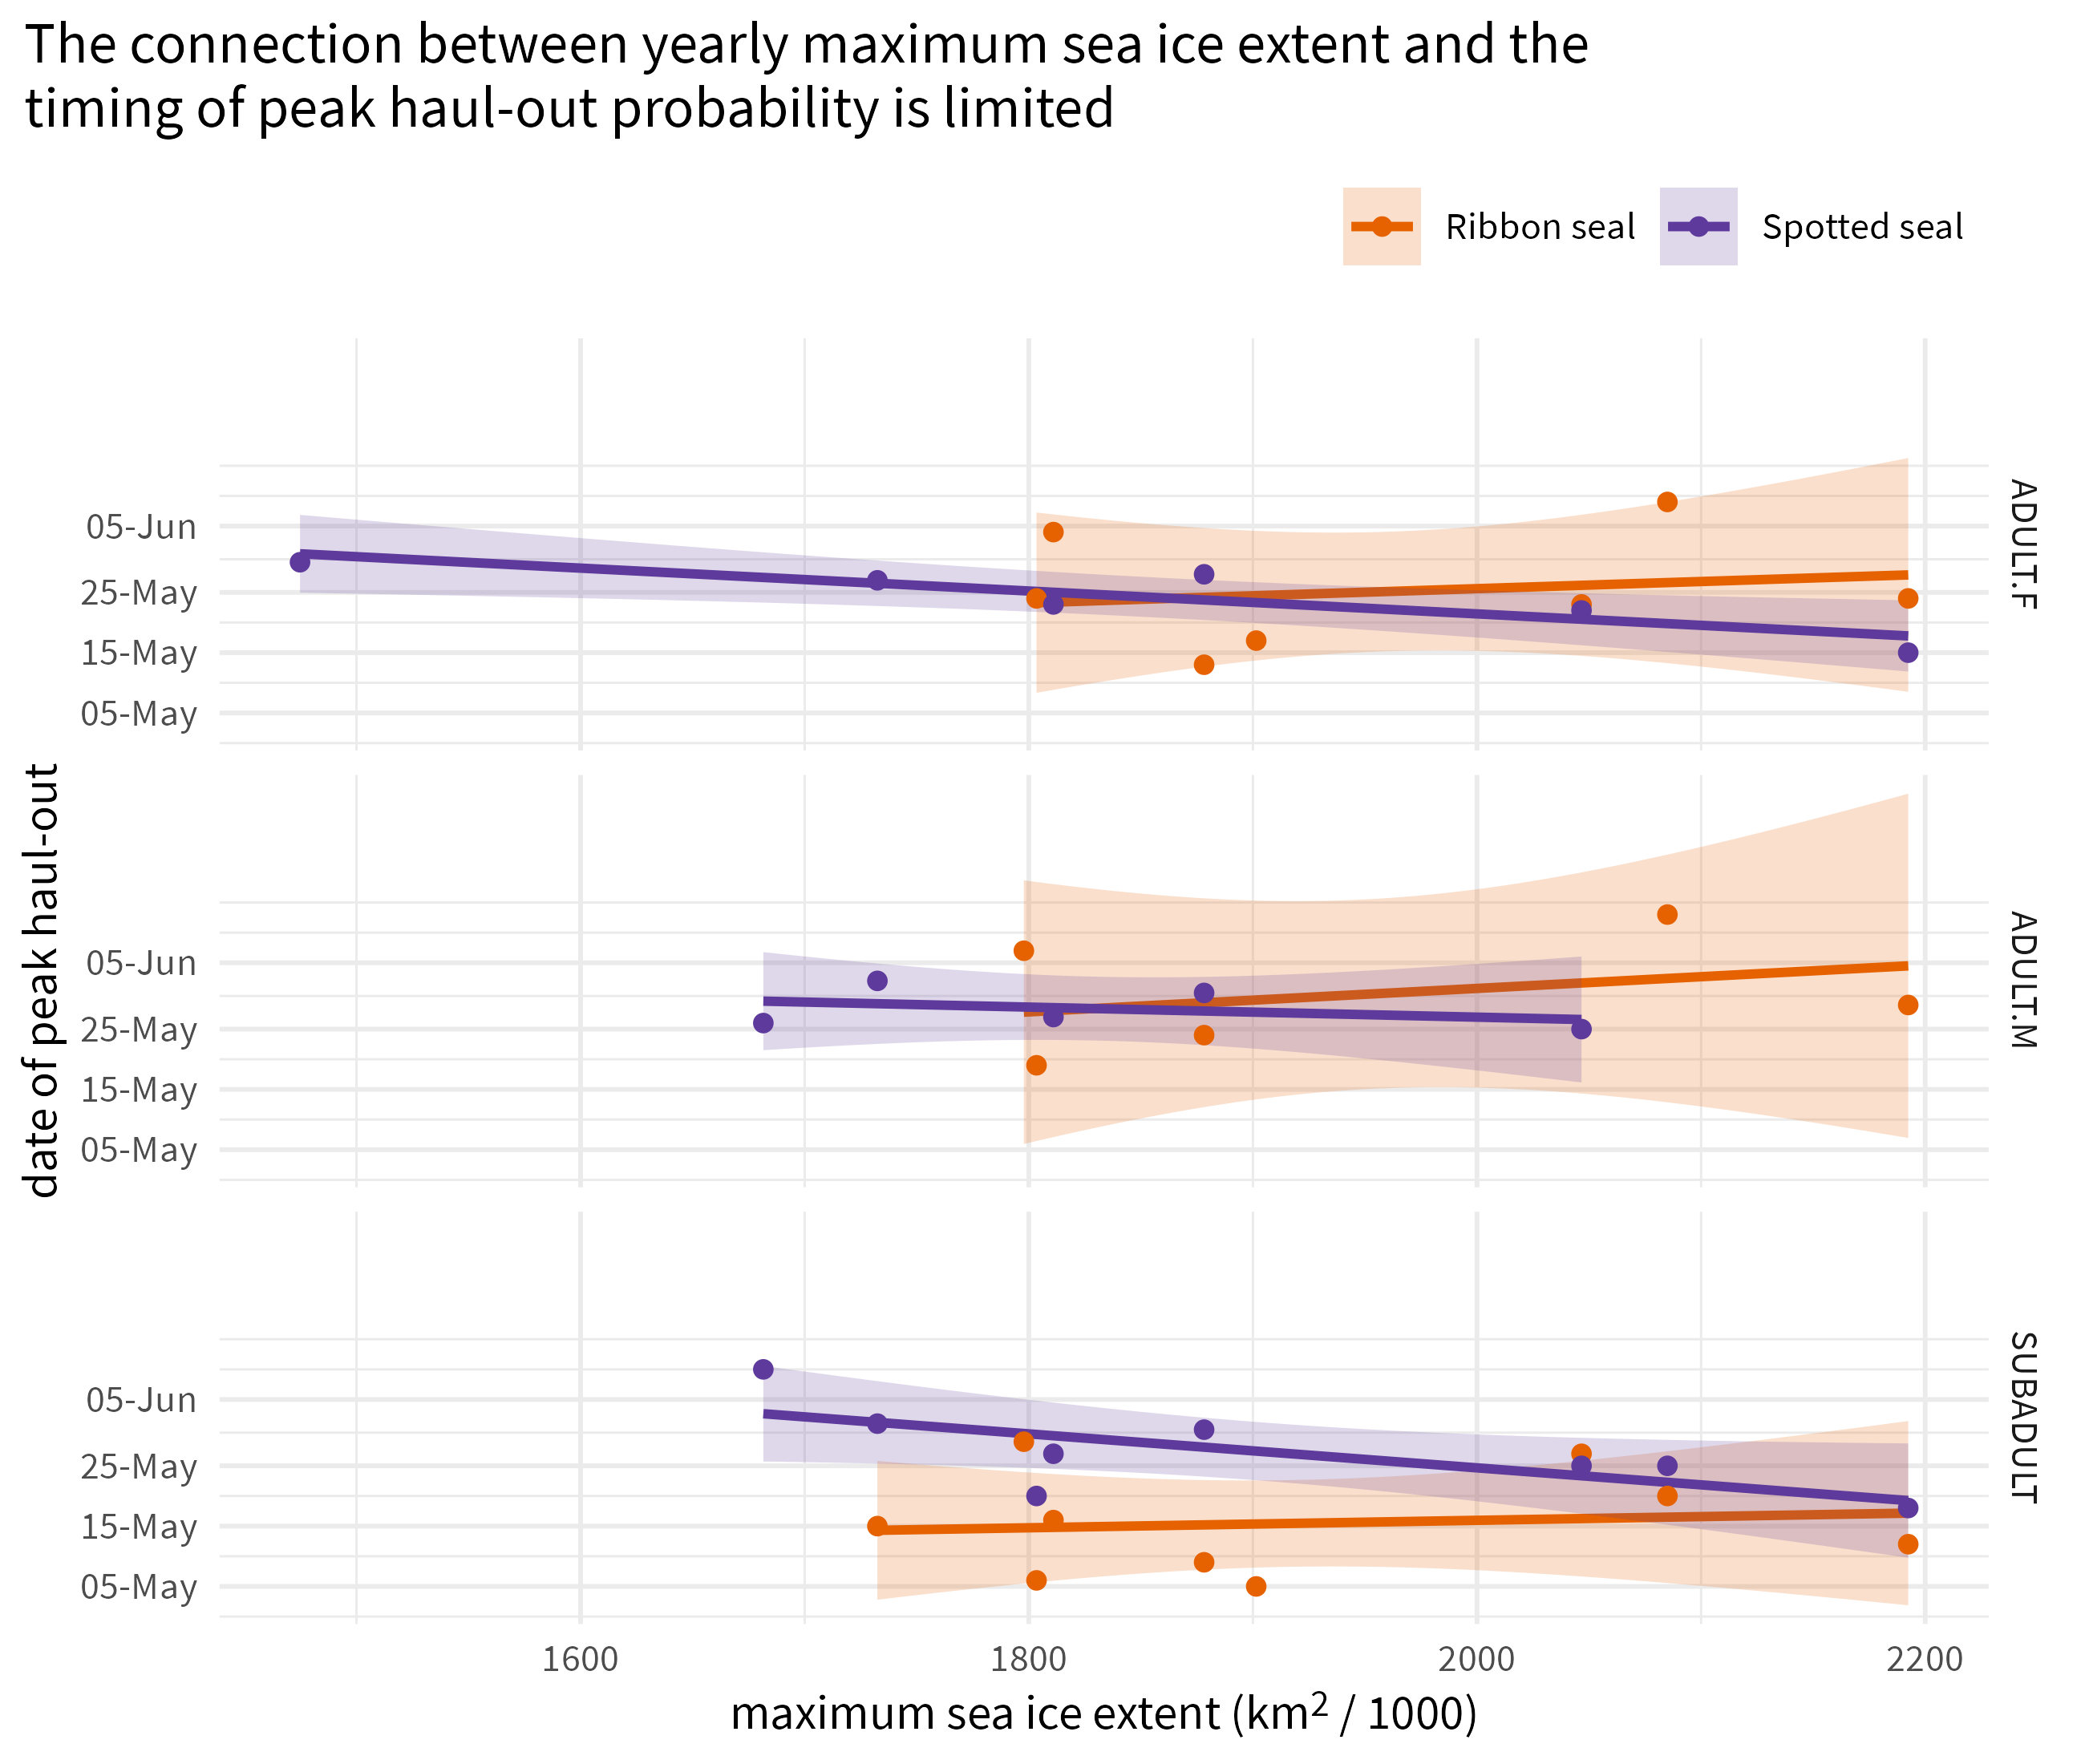 The connection between yearly maximum sea ice extent and the
timing of peak haul-out probability is limited
Ribbon seal
Spotted seal
date of peak haul-out
05-Jun
25-May
15-May
05-May
ADULT.F
05-Jun
25-May
15-May
05-May
ADULT.M
05-Jun
25-May
15-May
05-May
SUBADULT
1600
1800
2000
2200
maximum sea ice extent (km² / 1000)